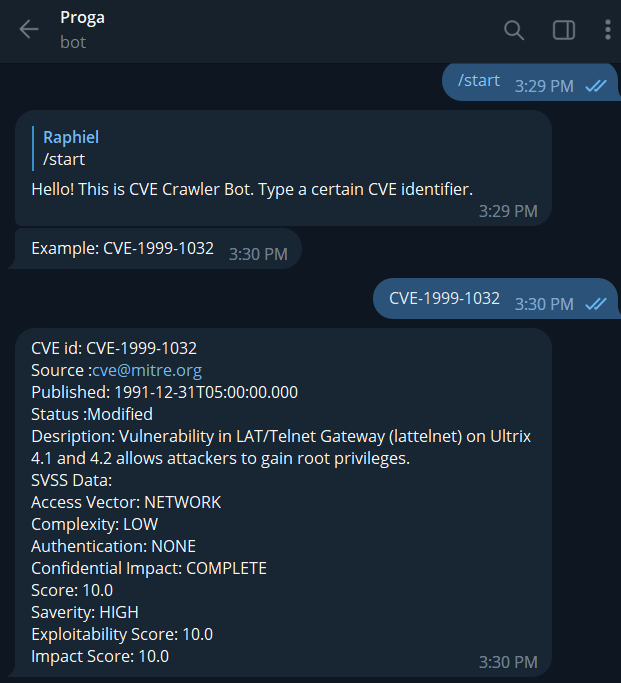 Proga
bot
/start 3:29 PM
Raphiel
/start
Hello! This is CVE Crawler Bot. Type a certain CVE identifier.
3:29 PM
Example: CVE-1999-1032 3:30 PM
CVE-1999-1032 3:30 PM
CVE id: CVE-1999-1032
Source :cve@mitre.org
Published: 1991-12-31T05:00:00.000
Status :Modified
Desription: Vulnerability in LAT/Telnet Gateway (lattelnet) on Ultrix
4.1 and 4.2 allows attackers to gain root privileges.
SVSS Data:
Access Vector: NETWORK
Complexity: LOW
Authentication: NONE
Confidential Impact: COMPLETE
Score: 10.0
Saverity: HIGH
Exploitability Score: 10.0
Impact Score: 10.0 3:30 PM